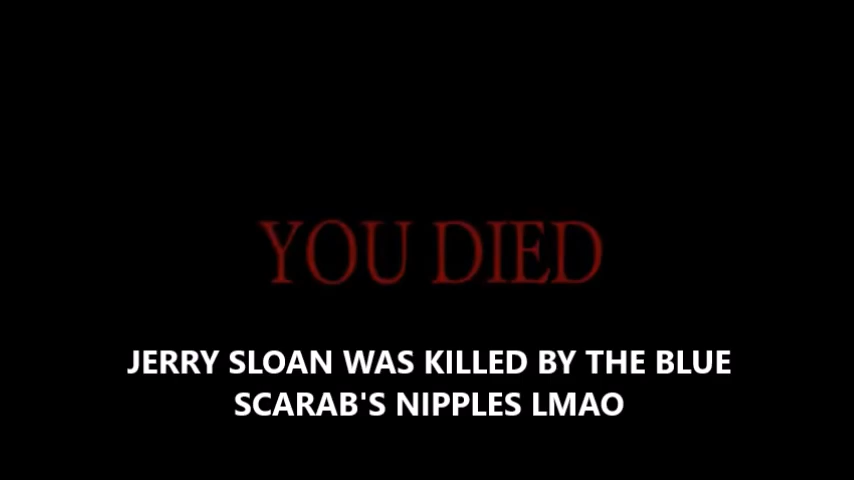 YOU DIED
JERRY SLOAN WAS KILLED BY THE BLUE
SCARAB'S NIPPLES LMAO